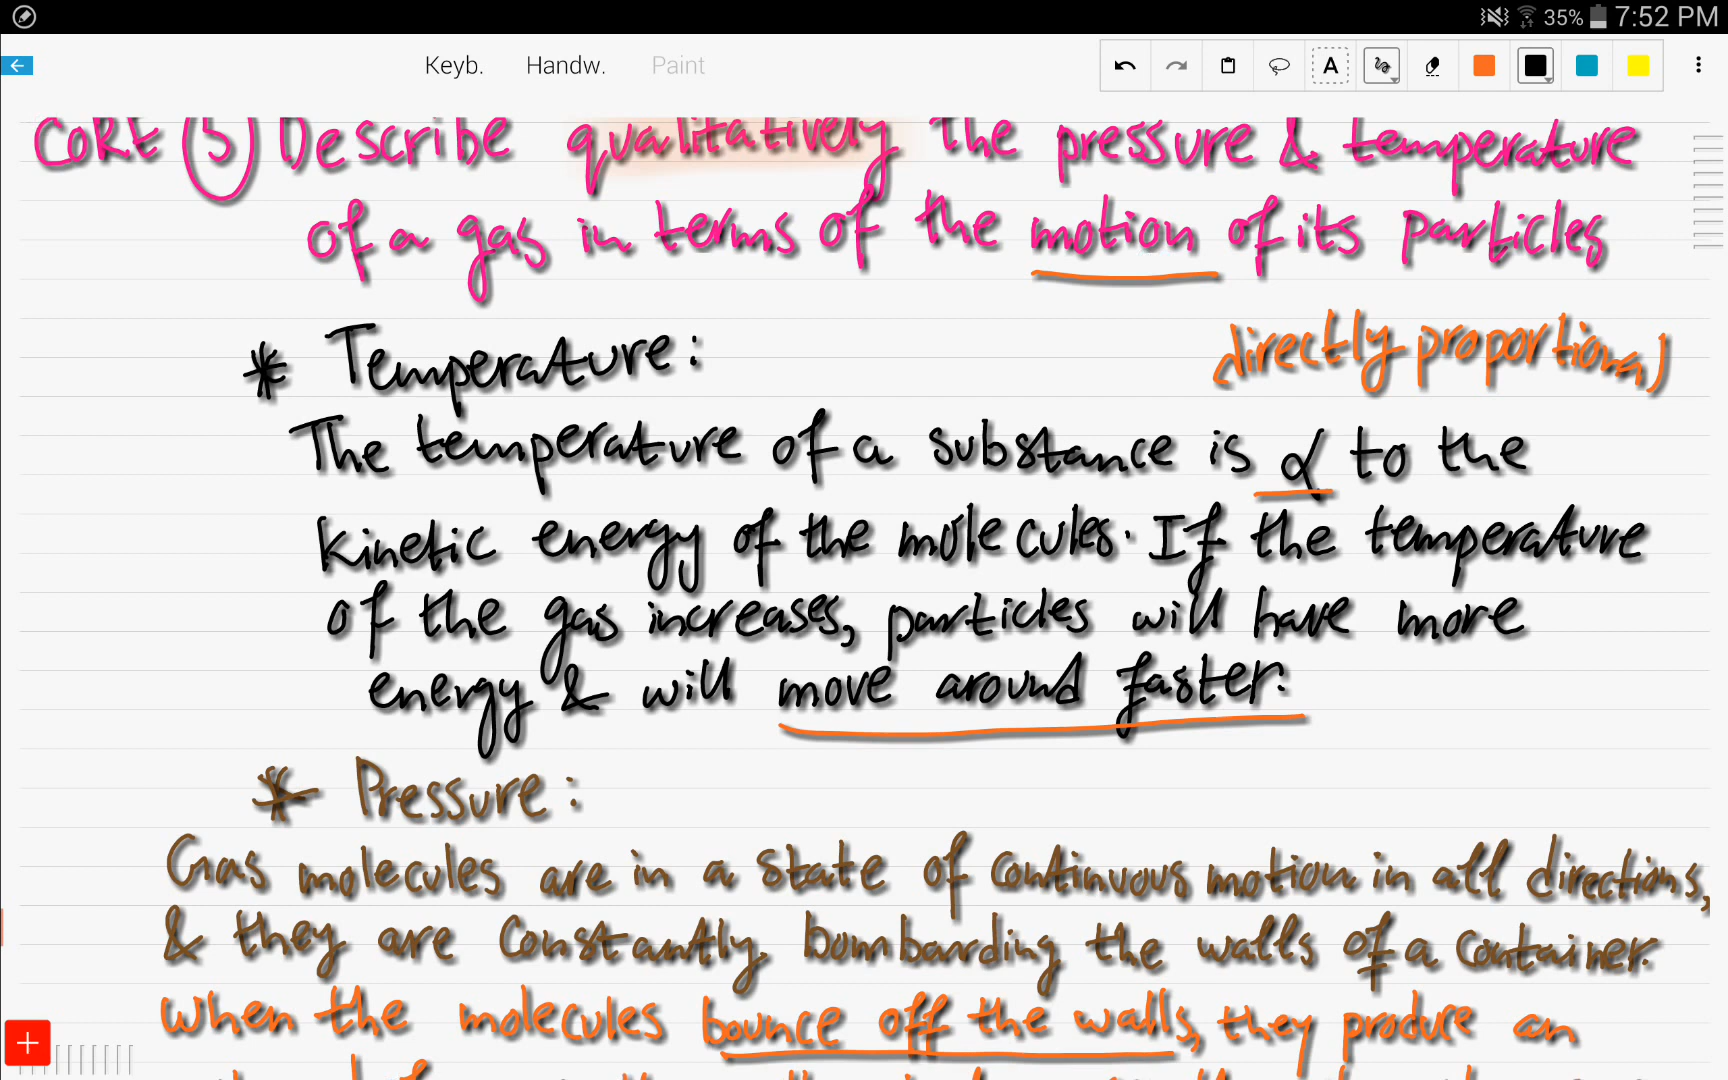 35% 7:52 PM
Keyb. Handw. Paint
A
CORE 5 Describe qualitatively the pressure & temperature
of a gas in terms of the motion of its particles
* Temperature:
directly proportional
The temperature of a substance is α to the
kinetic energy of the molecules. If the temperature
of the gas increases, particles will have more
energy & will move around faster.
* Pressure:
Gas molecules are in a state of continuous motion in all directions,
& they are constantly bombarding the walls of a container.
When the molecules bounce off the walls, they produce an